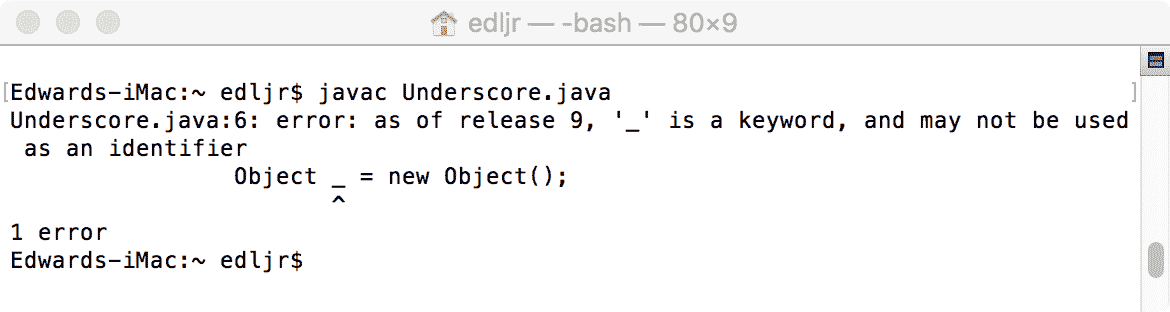 edljr — -bash — 80×9
[Edwards-iMac:~ edljr$ javac Underscore.java ]
Underscore.java:6: error: as of release 9, '_' is a keyword, and may not be used
 as an identifier
                Object _ = new Object();
                       ^
1 error
Edwards-iMac:~ edljr$